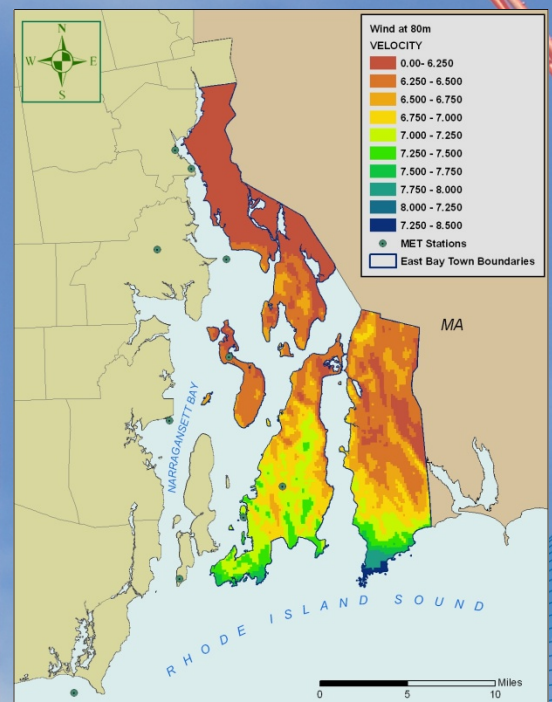 N
W E
S
Wind at 80m
VELOCITY
0.00- 6.250
6.250 - 6.500
6.500 - 6.750
6.750 - 7.000
7.000 - 7.250
7.250 - 7.500
7.500 - 7.750
7.750 - 8.000
8.000 - 7.250
7.250 - 8.500
MET Stations
East Bay Town Boundaries
MA
NARRAGANSETT BAY
RHODE ISLAND SOUND
Miles
0 5 10